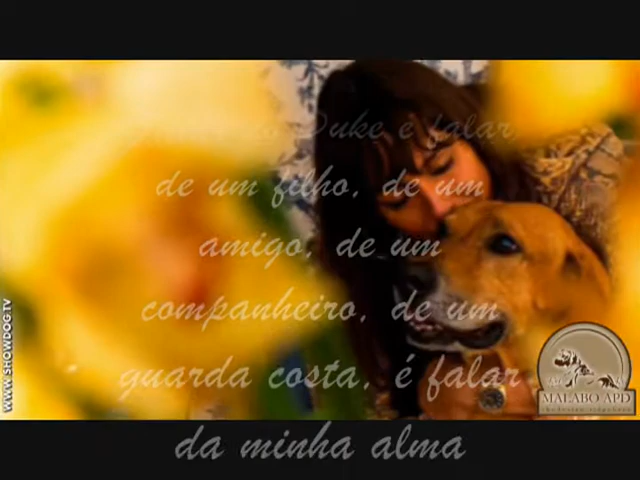 Duke é falar
de um filho, de um
amigo, de um
companheiro, de um
guarda costa, é falar
da minha alma
WWW.SHOWDOG.TV
MALABO APD